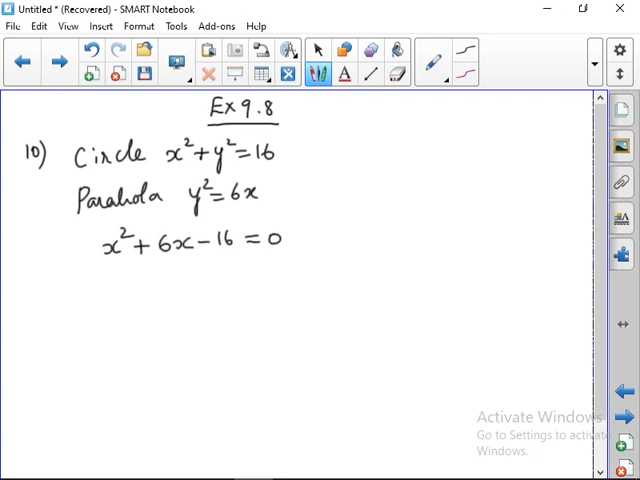 Untitled * (Recovered) - SMART Notebook
File Edit View Insert Format Tools Add-ons Help
Ex 9.8
10) Circle x²+y²=16
Parabola y²=6x
x²+6x-16=0
Activate Windows
Go to Settings to activate
Windows.